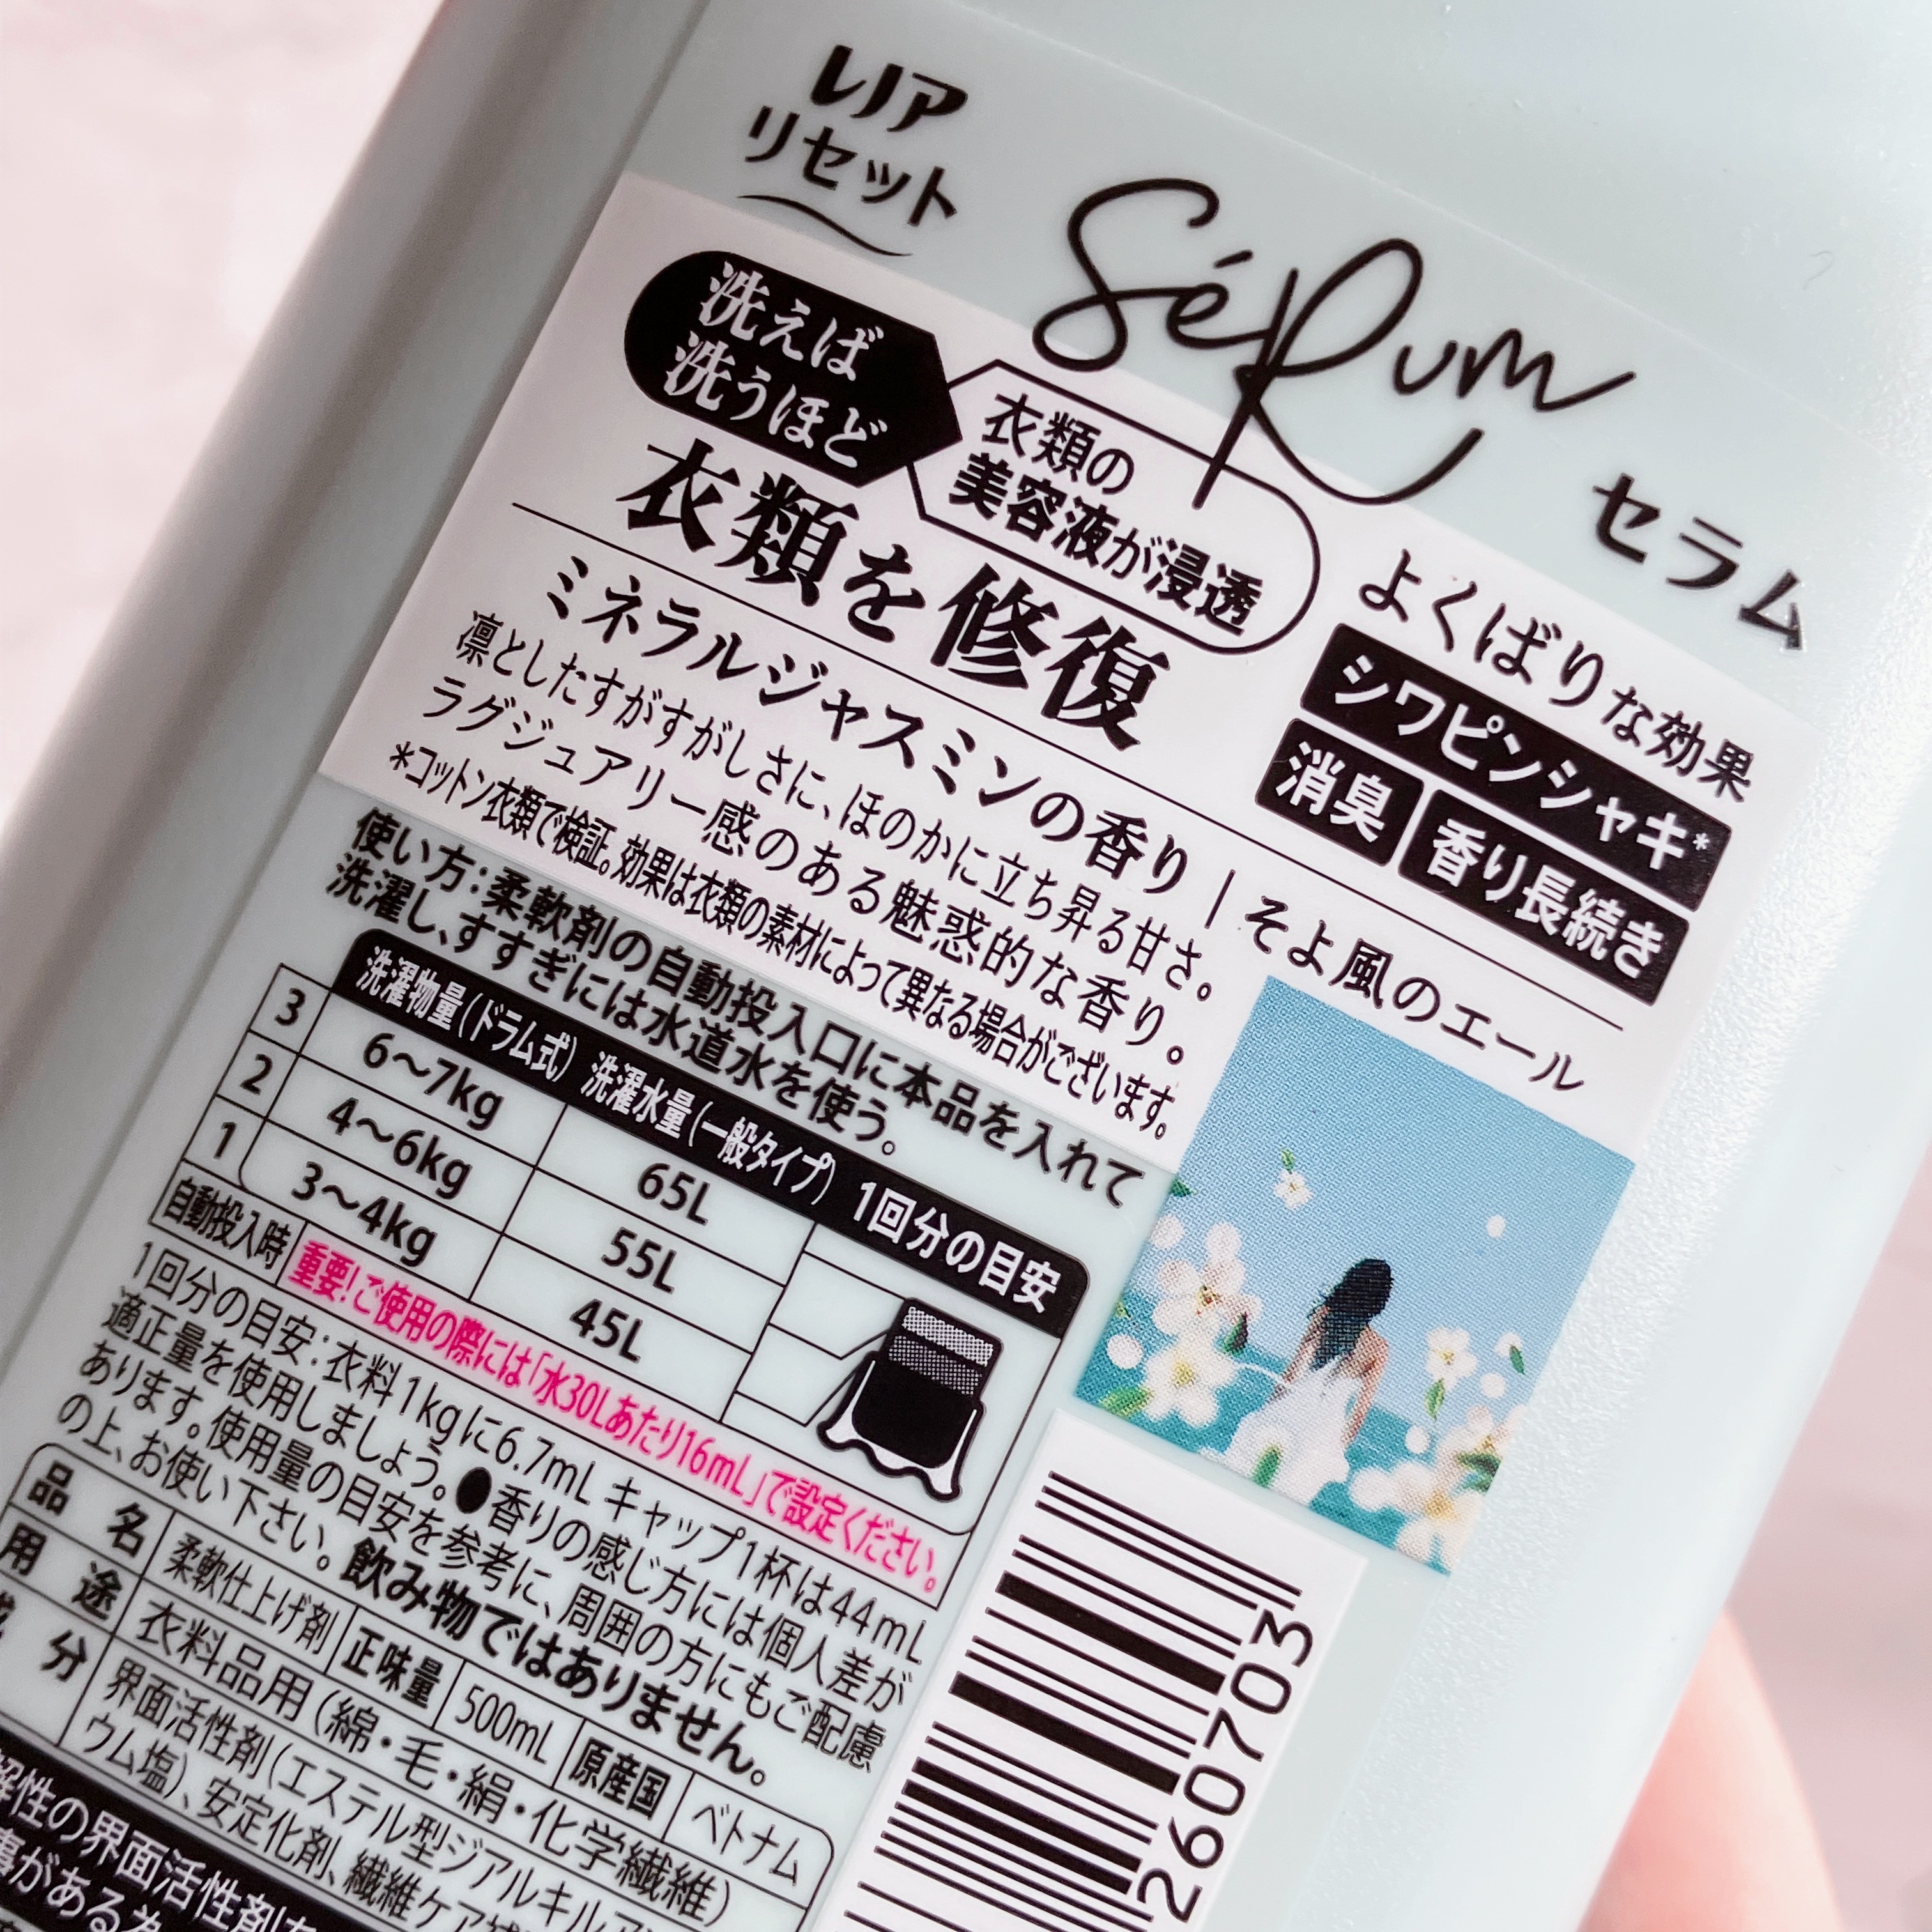 レノア
リセット
Sérum
セラム
洗えば
洗うほど
衣類の
美容液が浸透
衣類を修復
よくばりな効果
シワピンシャキ*
消臭
香り長続き
ミネラルジャスミンの香り | そよ風のエール
凛としたすがすがしさに、ほのかに立ち昇る甘さ。
ラグジュアリー感のある魅惑的な香り。
*コットン衣類で検証。効果は衣類の素材によって異なる場合がございます。
使い方:柔軟剤の自動投入口に本品を入れて
洗濯し、すすぎには水道水を使う。
洗濯物量(ドラム式) 洗濯水量(一般タイプ) 1回分の目安
3 6〜7kg 65L
2 4〜6kg 55L
1 3〜4kg 45L
自動投入時 重要!ご使用の際には「水30Lあたり16mL」で設定ください。
1回分の目安:衣料1kgに6.7mL キャップ1杯は44mL
適正量を使用しましょう。●香りの感じ方には個人差が
あります。使用量の目安を参考に、周囲の方にもご配慮
の上、お使い下さい。飲み物ではありません。
品名 柔軟仕上げ剤 正味量 500mL 原産国 ベトナム
用途 衣料品用(綿・毛・絹・化学繊維)
成分 界面活性剤(エステル型ジアルキルアン
ウム塩)、安定化剤、繊維ケア
解性の界面活性剤を
がある為
260703